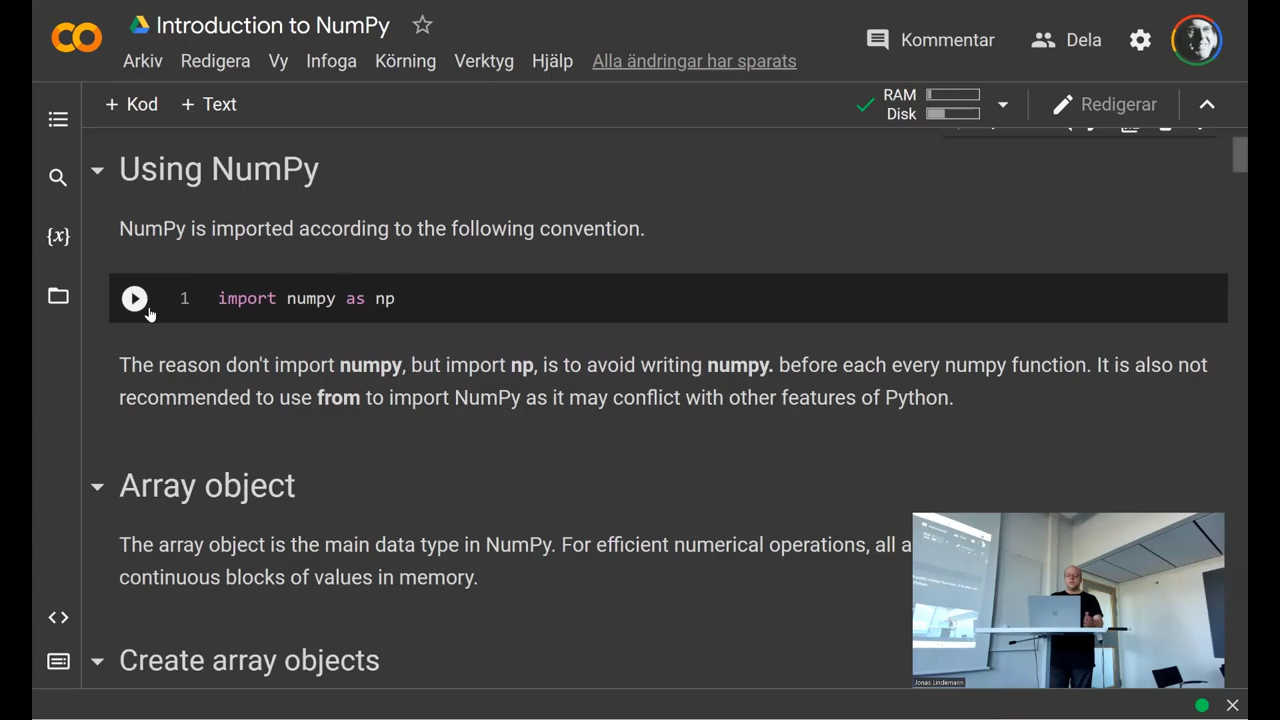 Introduction to NumPy
Arkiv Redigera Vy Infoga Körning Verktyg Hjälp Alla ändringar har sparats
Kommentar Dela
+ Kod + Text
RAM
Disk
Redigerar
Using NumPy
NumPy is imported according to the following convention.
{x}
1 import numpy as np
The reason don't import numpy, but import np, is to avoid writing numpy. before each every numpy function. It is also not
recommended to use from to import NumPy as it may conflict with other features of Python.
Array object
The array object is the main data type in NumPy. For efficient numerical operations, all a
continuous blocks of values in memory.
Create array objects
Jonas Lindemann